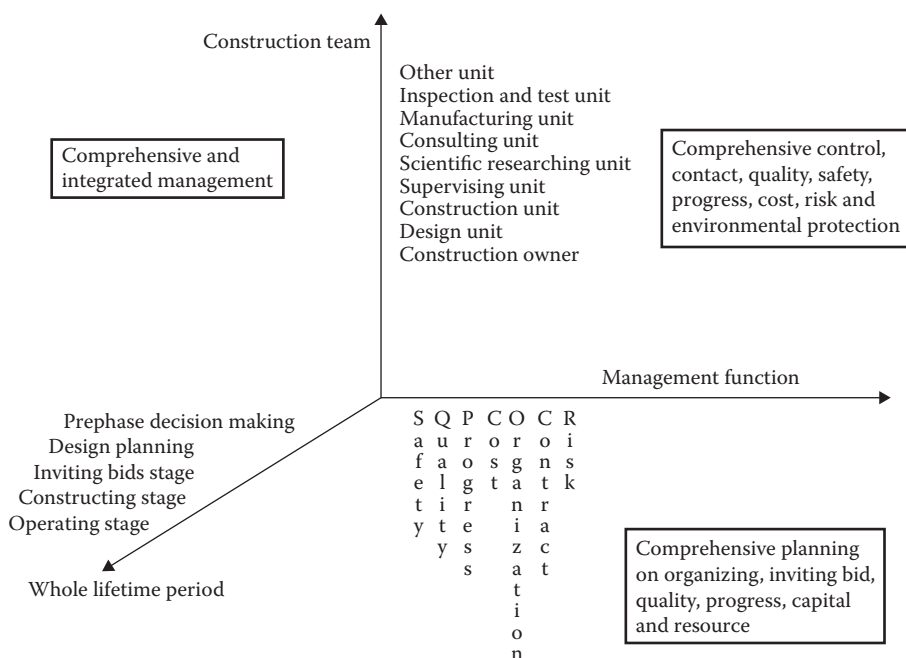 Construction team
Other unit
Inspection and test unit
Manufacturing unit
Consulting unit
Scientific researching unit
Supervising unit
Construction unit
Design unit
Construction owner
Comprehensive and
integrated management
Comprehensive control,
contact, quality, safety,
progress, cost, risk and
environmental protection
Management function
Prephase decision making
Design planning
Inviting bids stage
Constructing stage
Operating stage
Whole lifetime period
Safety
Quality
Progress
Cost
Organization
Contract
Risk
Comprehensive planning
on organizing, inviting bid,
quality, progress, capital
and resource